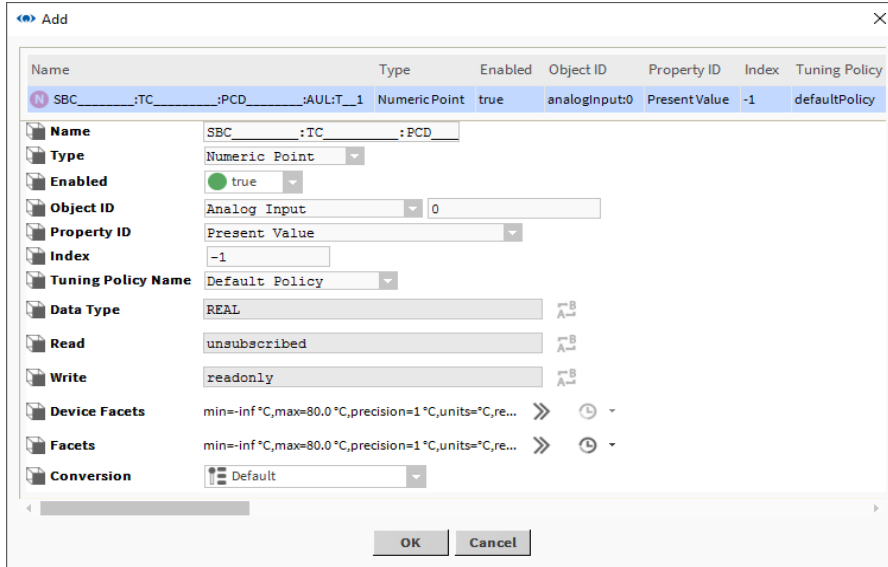 Add
Name Type Enabled Object ID Property ID Index Tuning Policy
N SBC________:TC_________:PCD________:AUL:T__1 Numeric Point true analogInput:0 Present Value -1 defaultPolicy
Name SBC________:TC_________:PCD___
Type Numeric Point
Enabled true
Object ID Analog Input 0
Property ID Present Value
Index -1
Tuning Policy Name Default Policy
Data Type REAL
Read unsubscribed
Write readonly
Device Facets min=-inf °C,max=80.0 °C,precision=1 °C,units=°C,re...
Facets min=-inf °C,max=80.0 °C,precision=1 °C,units=°C,re...
Conversion Default
OK Cancel